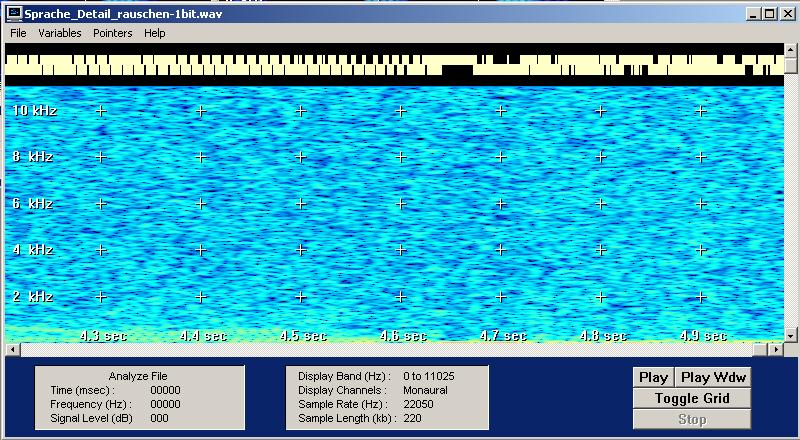 Sprache_Detail_rauschen-1bit.wav
File Variables Pointers Help
10 kHz
8 kHz
6 kHz
4 kHz
2 kHz
4.3 sec 4.4 sec 4.5 sec 4.6 sec 4.7 sec 4.8 sec 4.9 sec
Analyze File
Time (msec) : 00000
Frequency (Hz) : 00000
Signal Level (dB) 000
Display Band (Hz) : 0 to 11025
Display Channels : Monaural
Sample Rate (Hz) : 22050
Sample Length (kb) : 220
Play Play Wdw
Toggle Grid
Stop